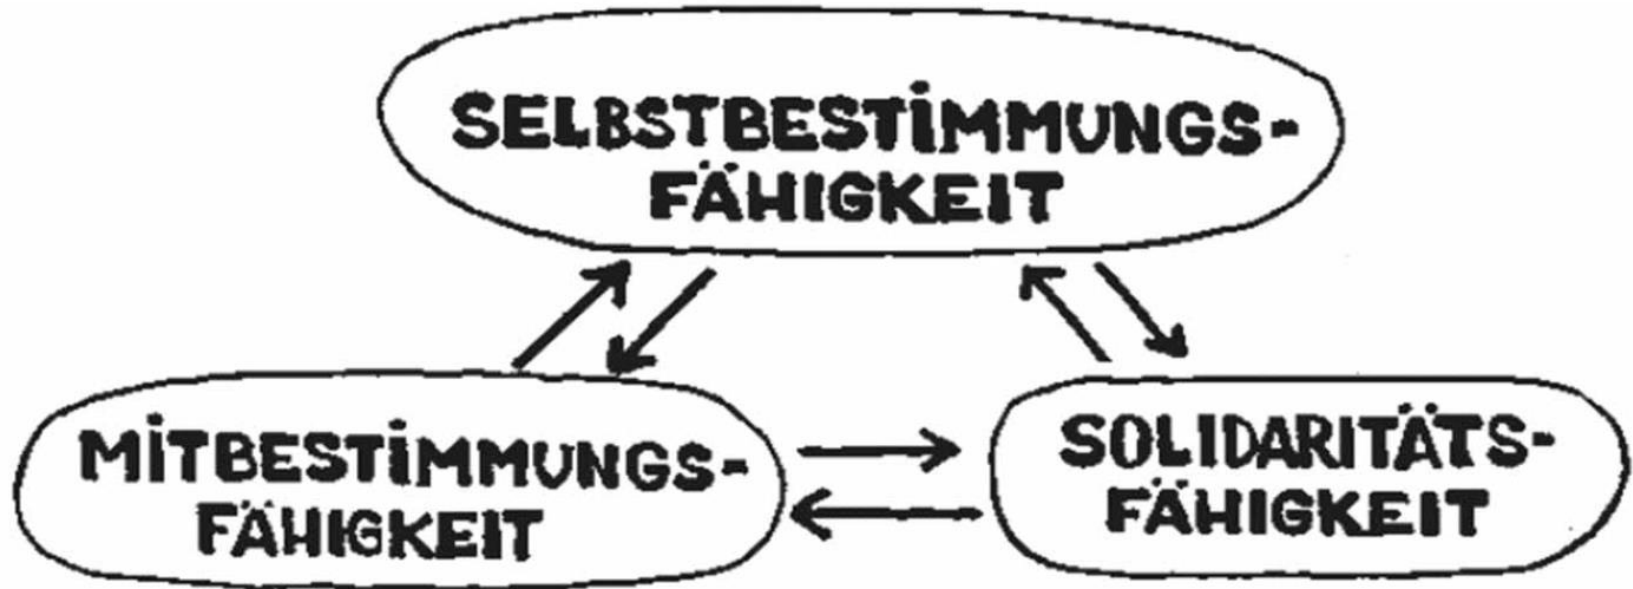 SELBSTBESTIMMUNGS-
FÄHIGKEIT
MITBESTIMMUNGS-
FÄHIGKEIT
SOLIDARITÄTS-
FÄHIGKEIT